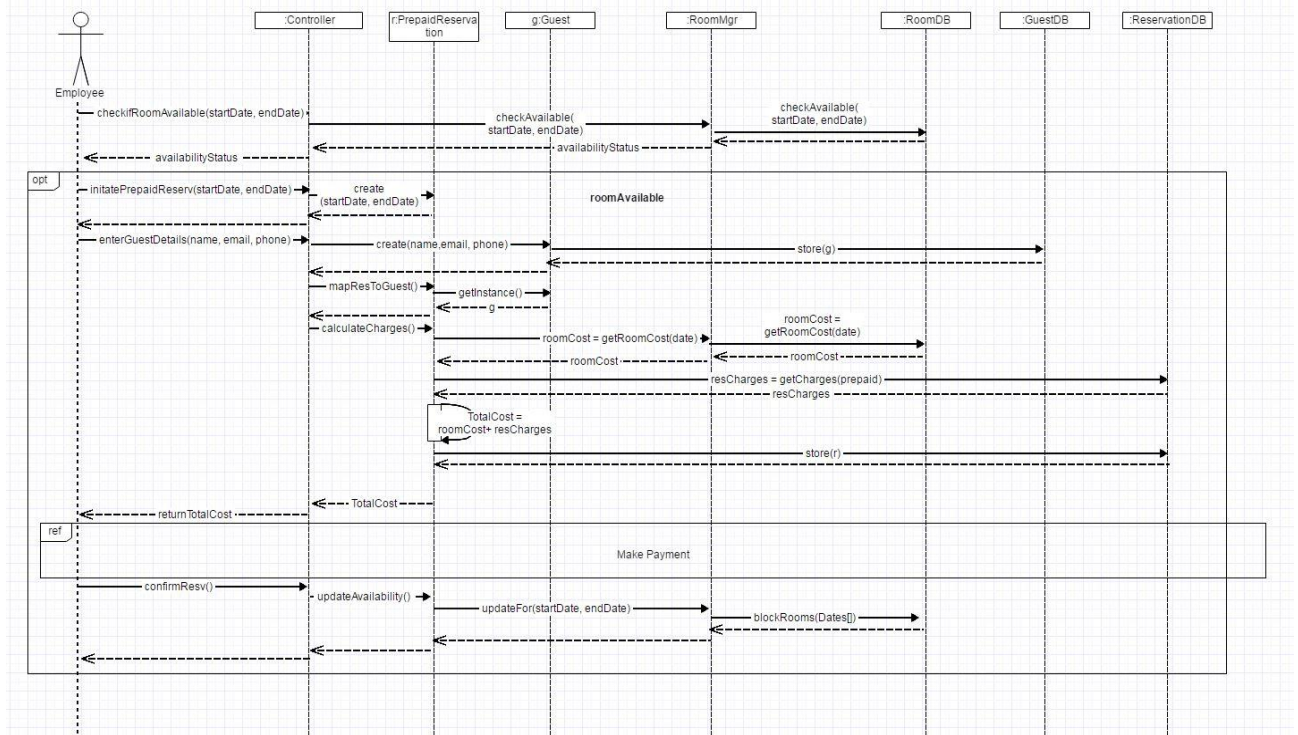 :Controller
r:PrepaidReserva
tion
g:Guest
:RoomMgr
:RoomDB
:GuestDB
:ReservationDB
Employee
checkifRoomAvailable(startDate, endDate)
checkAvailable(
startDate, endDate)
checkAvailable(
startDate, endDate)
availabilityStatus
availabilityStatus
opt
roomAvailable
initatePrepaidReserv(startDate, endDate)
create
(startDate, endDate)
enterGuestDetails(name, email, phone)
create(name,email, phone)
store(g)
mapResToGuest()
getInstance()
g
calculateCharges()
roomCost = getRoomCost(date)
roomCost =
getRoomCost(date)
roomCost
roomCost
resCharges = getCharges(prepaid)
resCharges
TotalCost =
roomCost+ resCharges
store(r)
TotalCost
returnTotalCost
ref
Make Payment
confirmResv()
updateAvailability()
updateFor(startDate, endDate)
blockRooms(Dates[])